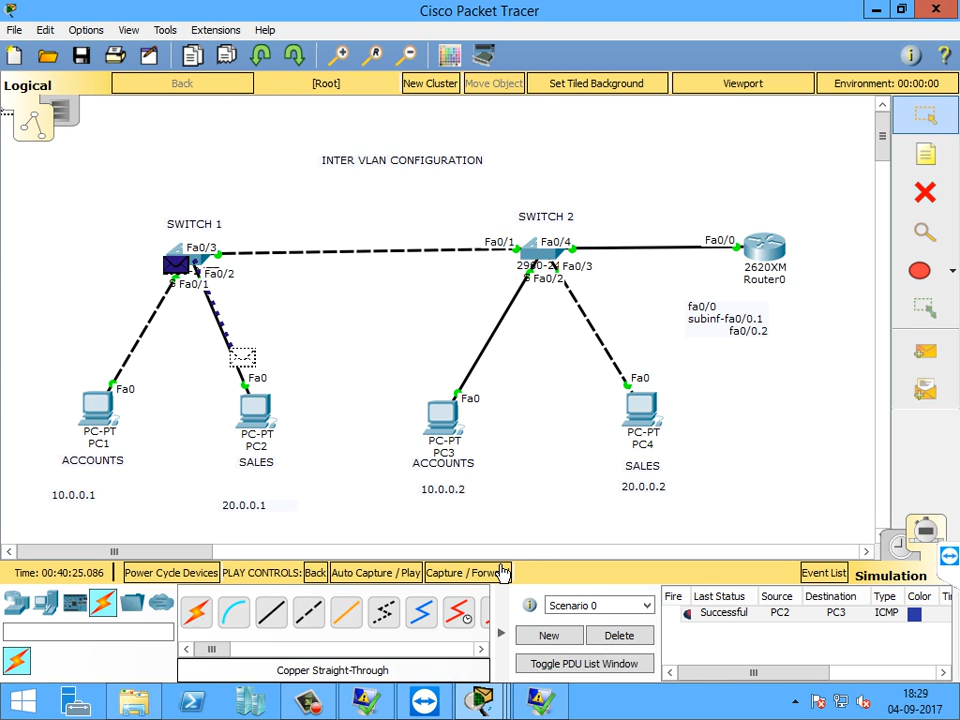 Cisco Packet Tracer
File Edit Options View Tools Extensions Help
Logical
Back
[Root]
New Cluster
Move Object
Set Tiled Background
Viewport
Environment: 00:00:00
INTER VLAN CONFIGURATION
SWITCH 1
SWITCH 2
Fa0/3
Fa0/1
Fa0/4
Fa0/0
Fa0/2
Fa0/3
Fa0/1
Fa0/2
2620XM
Router0
fa0/0
subinf-fa0/0.1
fa0/0.2
Fa0
Fa0
Fa0
Fa0
PC-PT
PC1
PC-PT
PC2
PC-PT
PC3
PC-PT
PC4
ACCOUNTS
SALES
ACCOUNTS
SALES
10.0.0.1
20.0.0.1
10.0.0.2
20.0.0.2
Time: 00:40:25.086
Power Cycle Devices
PLAY CONTROLS:
Back
Auto Capture / Play
Capture / Forw
Event List
Simulation
Scenario 0
New
Delete
Toggle PDU List Window
Fire Last Status Source Destination Type Color
Successful PC2 PC3 ICMP
Copper Straight-Through
18:29
04-09-2017